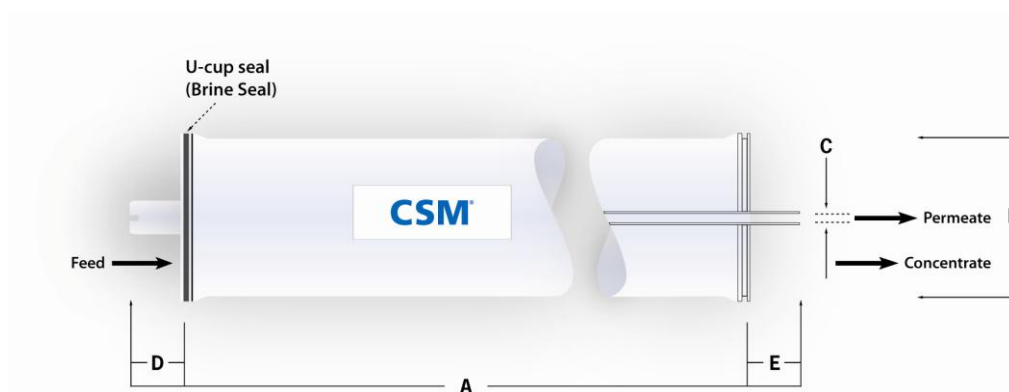 U-cup seal
(Brine Seal)
CSM®
C
Permeate
Feed
Concentrate
D
E
A